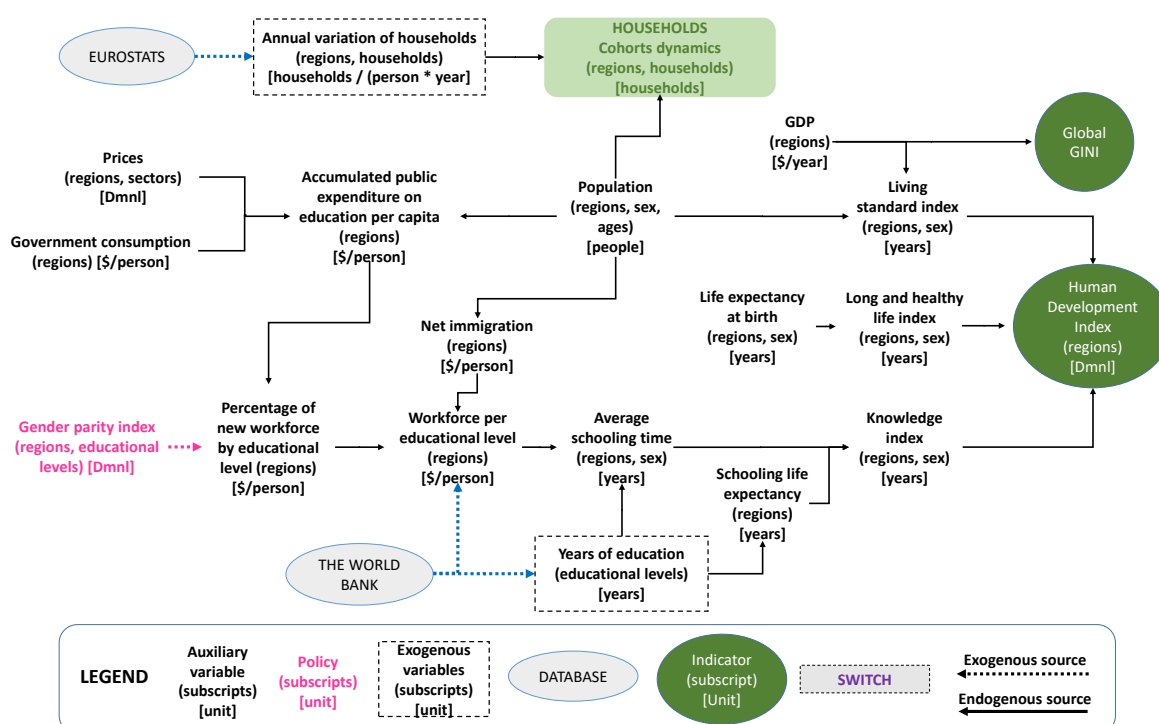 EUROSTATS
Annual variation of households
(regions, households)
[households / (person * year]
HOUSEHOLDS
Cohorts dynamics
(regions, households)
[households]
GDP
(regions)
[$/year]
Global
GINI
Prices
(regions, sectors)
[Dmnl]
Government consumption
(regions) [$/person]
Accumulated public
expenditure on
education per capita
(regions)
[$/person]
Population
(regions, sex,
ages)
[people]
Living
standard index
(regions, sex)
[years]
Net immigration
(regions)
[$/person]
Life expectancy
at birth
(regions, sex)
[years]
Long and healthy
life index
(regions, sex)
[years]
Human
Development
Index
(regions)
[Dmnl]
Gender parity index
(regions, educational
levels) [Dmnl]
Percentage of
new workforce
by educational
level (regions)
[$/person]
Workforce per
educational level
(regions)
[$/person]
Average
schooling time
(regions, sex)
[years]
Schooling life
expectancy
(regions)
[years]
Knowledge
index
(regions, sex)
[years]
THE WORLD
BANK
Years of education
(educational levels)
[years]
LEGEND
Auxiliary
variable
(subscripts)
[unit]
Policy
(subscripts)
[unit]
Exogenous
variables
(subscripts)
[unit]
DATABASE
Indicator
(subscript)
[Unit]
SWITCH
Exogenous source
Endogenous source